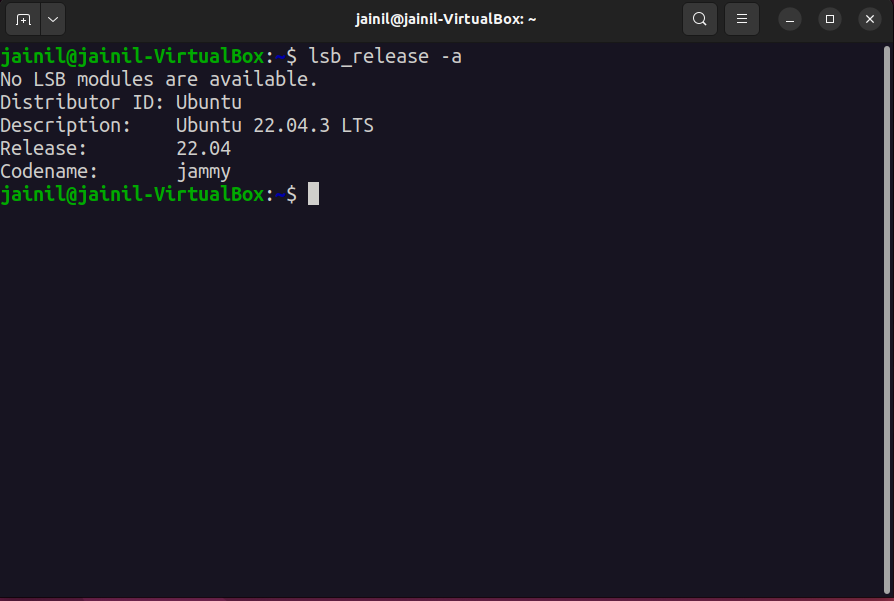 jainil@jainil-VirtualBox: ~
jainil@jainil-VirtualBox:~$ lsb_release -a
No LSB modules are available.
Distributor ID: Ubuntu
Description:    Ubuntu 22.04.3 LTS
Release:        22.04
Codename:       jammy
jainil@jainil-VirtualBox:~$